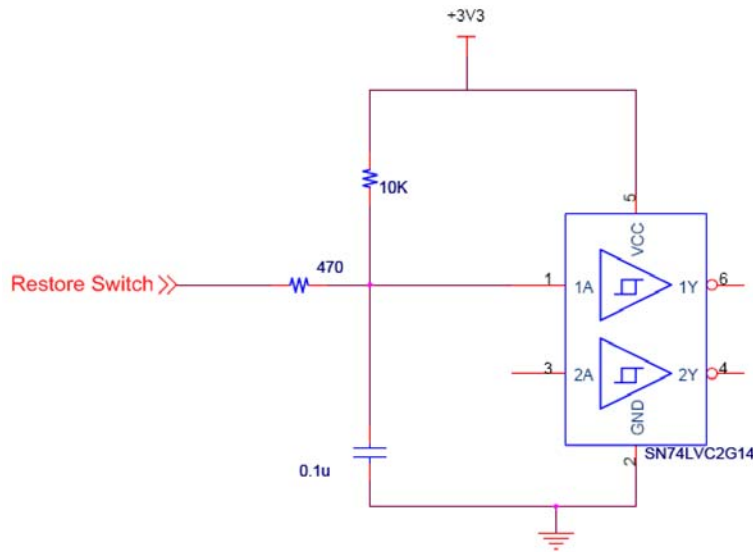 +3V3
10K
5
VCC
470
Restore Switch
1
1A
1Y
6
3
2A
2Y
4
GND
2
SN74LVC2G14
0.1u